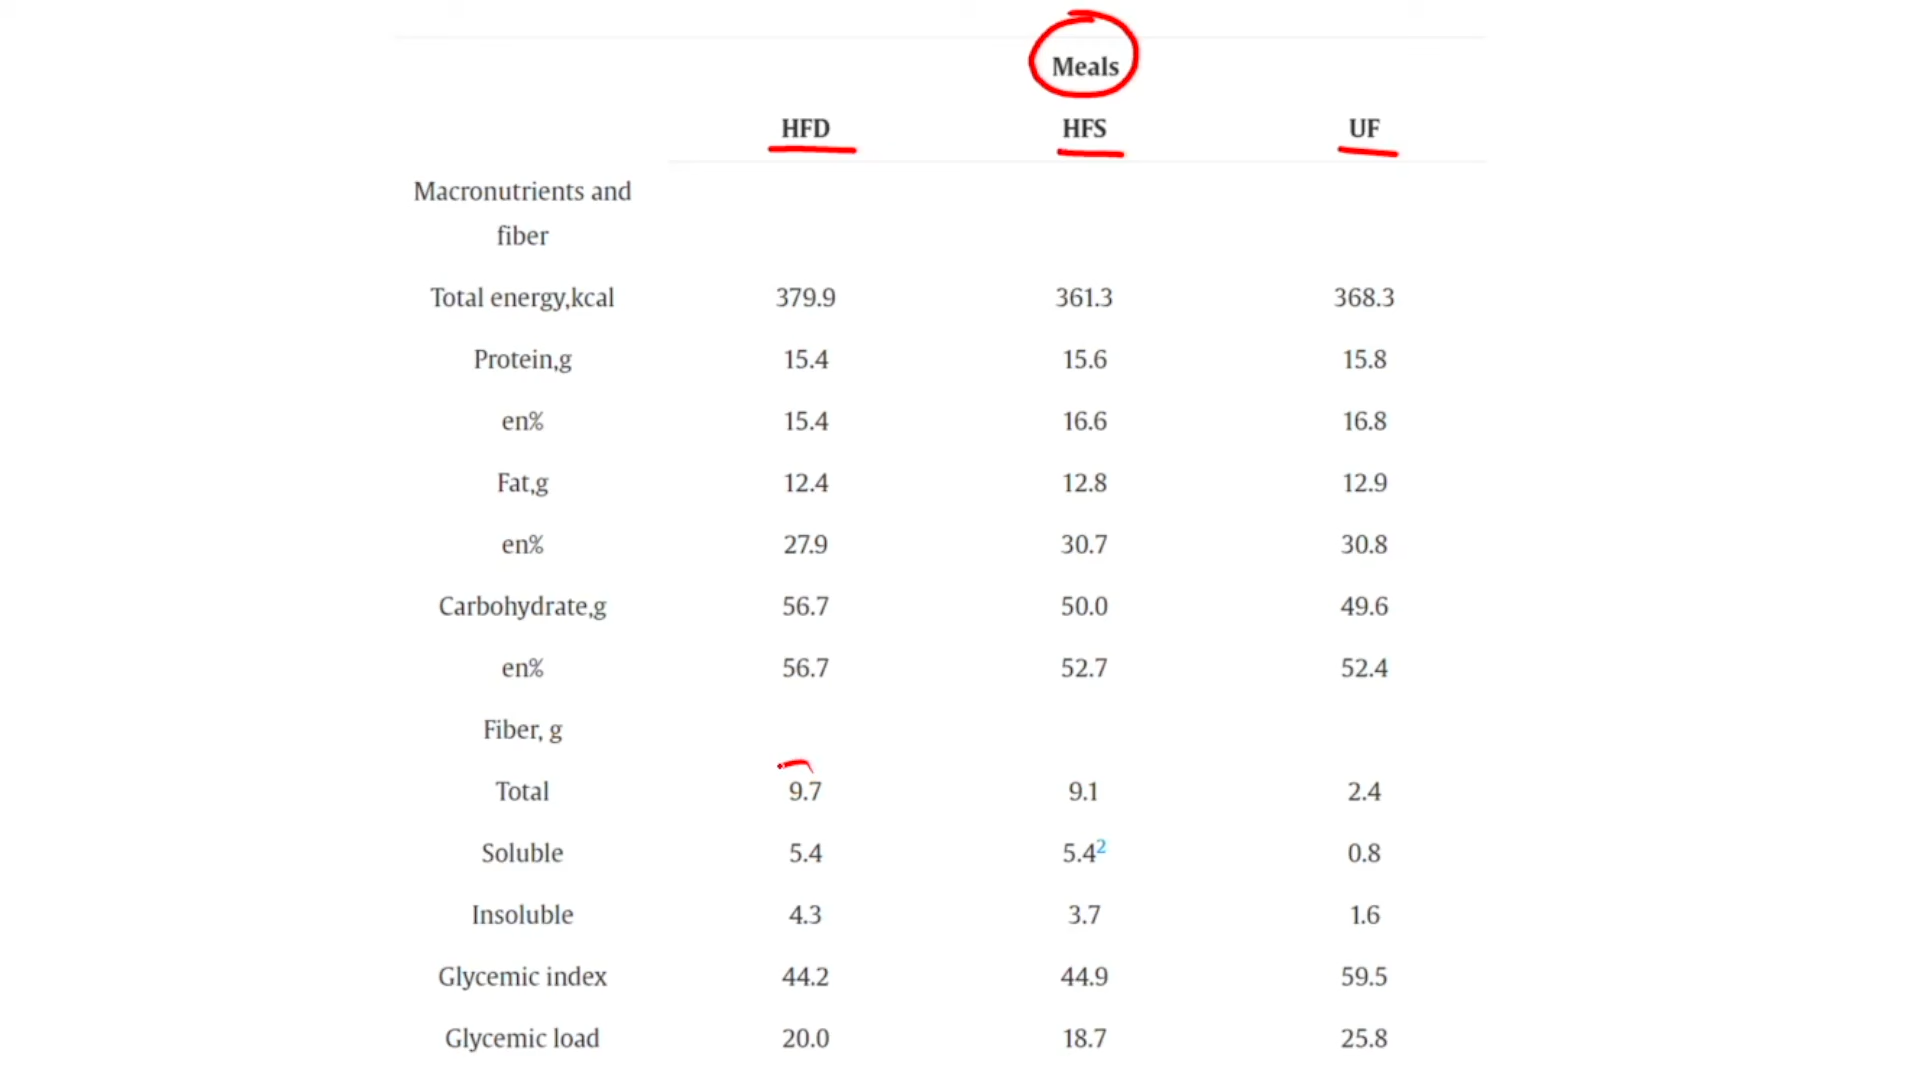 Meals
HFD HFS UF
Macronutrients and
fiber
Total energy,kcal 379.9 361.3 368.3
Protein,g 15.4 15.6 15.8
en% 15.4 16.6 16.8
Fat,g 12.4 12.8 12.9
en% 27.9 30.7 30.8
Carbohydrate,g 56.7 50.0 49.6
en% 56.7 52.7 52.4
Fiber, g
Total 9.7 9.1 2.4
Soluble 5.4 5.4² 0.8
Insoluble 4.3 3.7 1.6
Glycemic index 44.2 44.9 59.5
Glycemic load 20.0 18.7 25.8